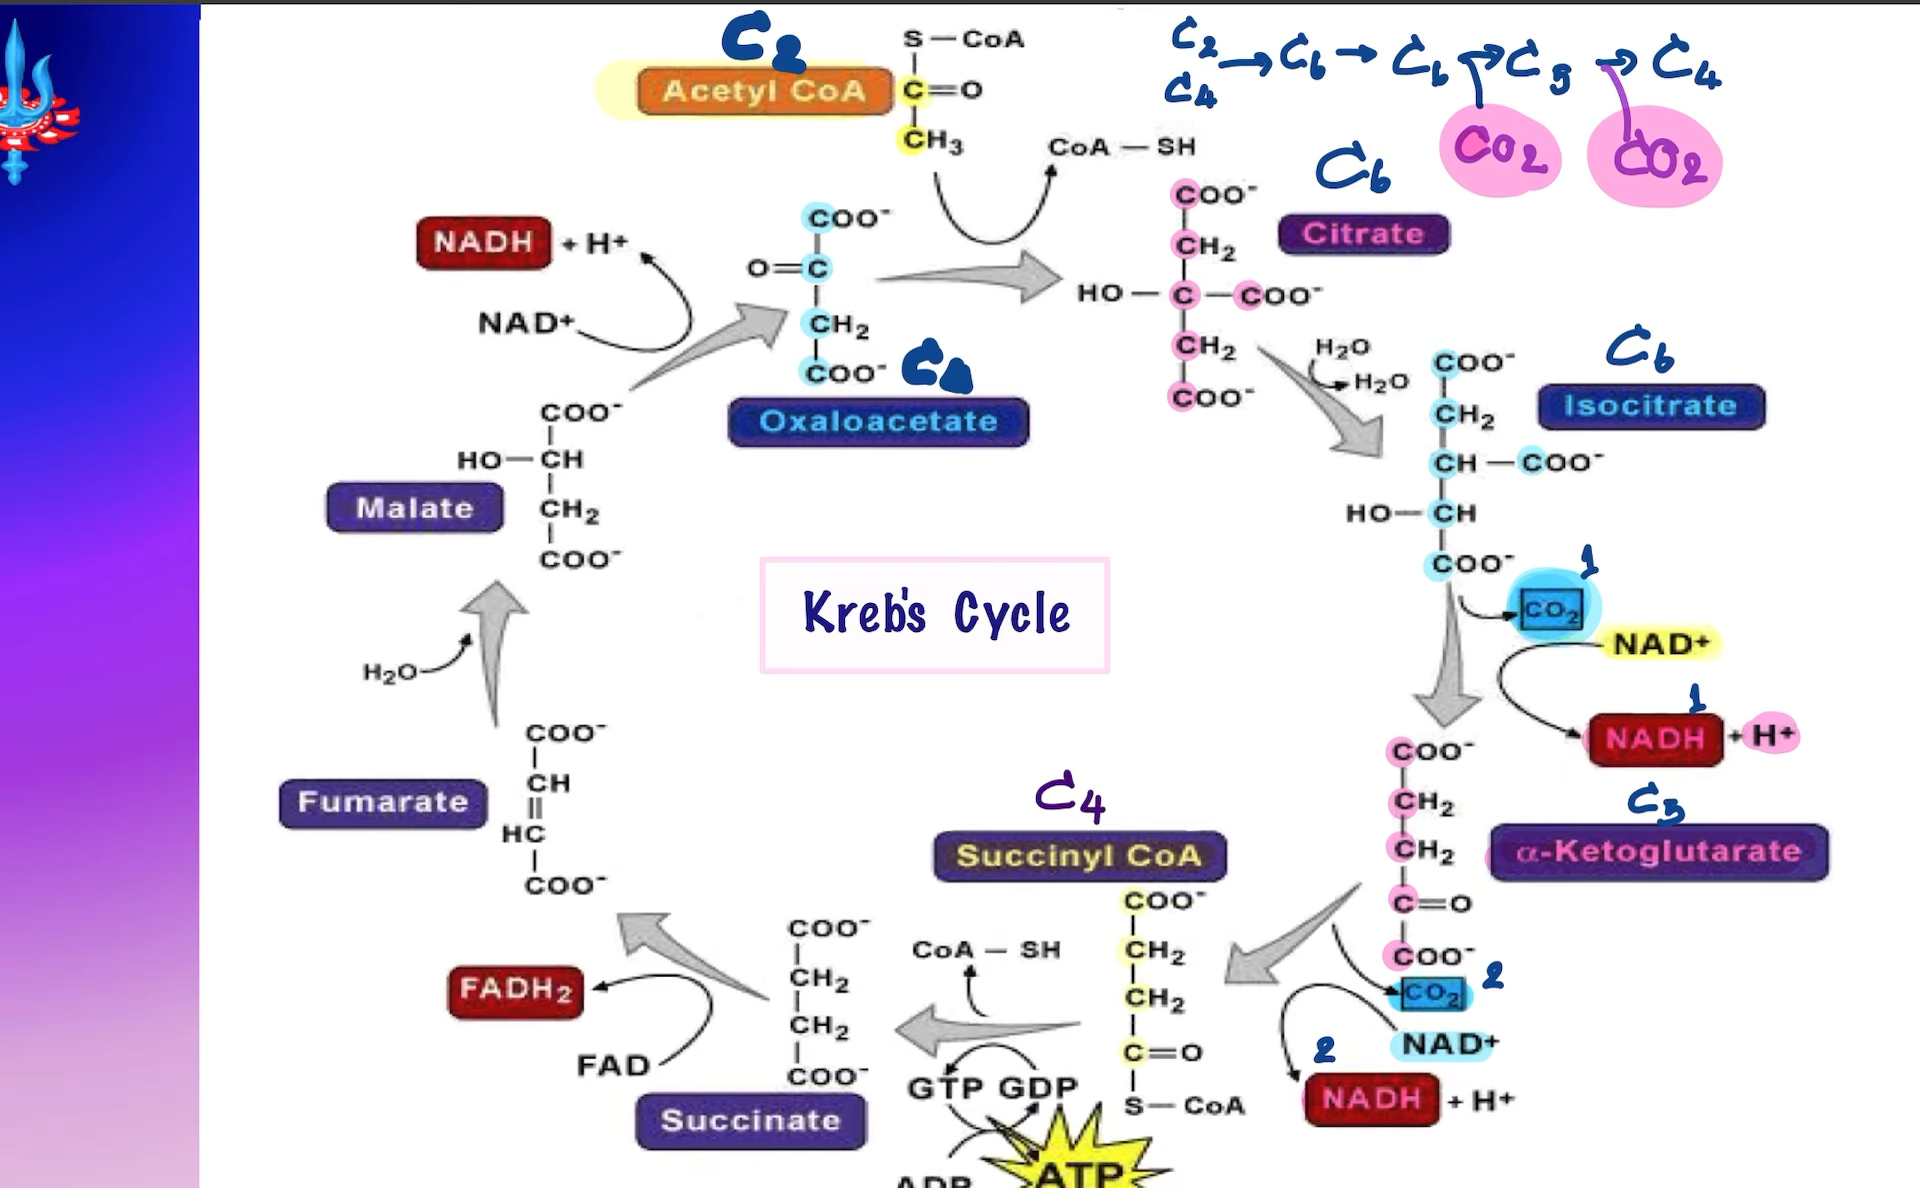 C2
S — CoA
Acetyl CoA
C=O
CH3
C2 → C6 → C6 → C5 → C4
C4
CO2 CO2
CoA — SH
C6
Citrate
COO-
CH2
HO — C — COO-
CH2
COO-
NADH + H+
NAD+
COO-
O=C
CH2
COO-
C4
Oxaloacetate
H2O
H2O
C6
Isocitrate
COO-
CH2
CH — COO-
HO — CH
COO-
COO-
HO — CH
CH2
COO-
Malate
Kreb's Cycle
1
CO2
NAD+
1
NADH + H+
H2O
COO-
CH
HC
COO-
Fumarate
C4
Succinyl CoA
COO-
CH2
CH2
C=O
S — CoA
C5
α-Ketoglutarate
COO-
CH2
CH2
C=O
COO-
CO2 2
NAD+
2
NADH + H+
CoA — SH
COO-
CH2
CH2
COO-
Succinate
FADH2
FAD
GTP GDP
ADP
ATP